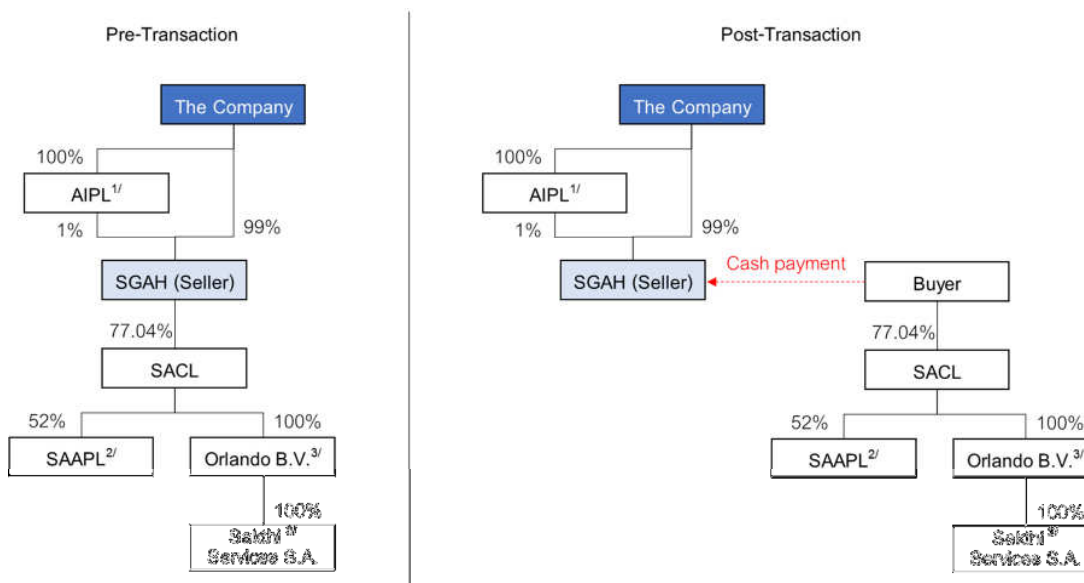 Pre-Transaction
The Company
100%
AIPL1/
1%
99%
SGAH (Seller)
77.04%
SACL
52%
100%
SAAPL2/
Orlando B.V.3/
100%
Services S.A.
Post-Transaction
The Company
100%
AIPL1/
1%
99%
SGAH (Seller)
Cash payment
Buyer
77.04%
SACL
52%
100%
SAAPL2/
Orlando B.V.3/
100%
Services S.A.